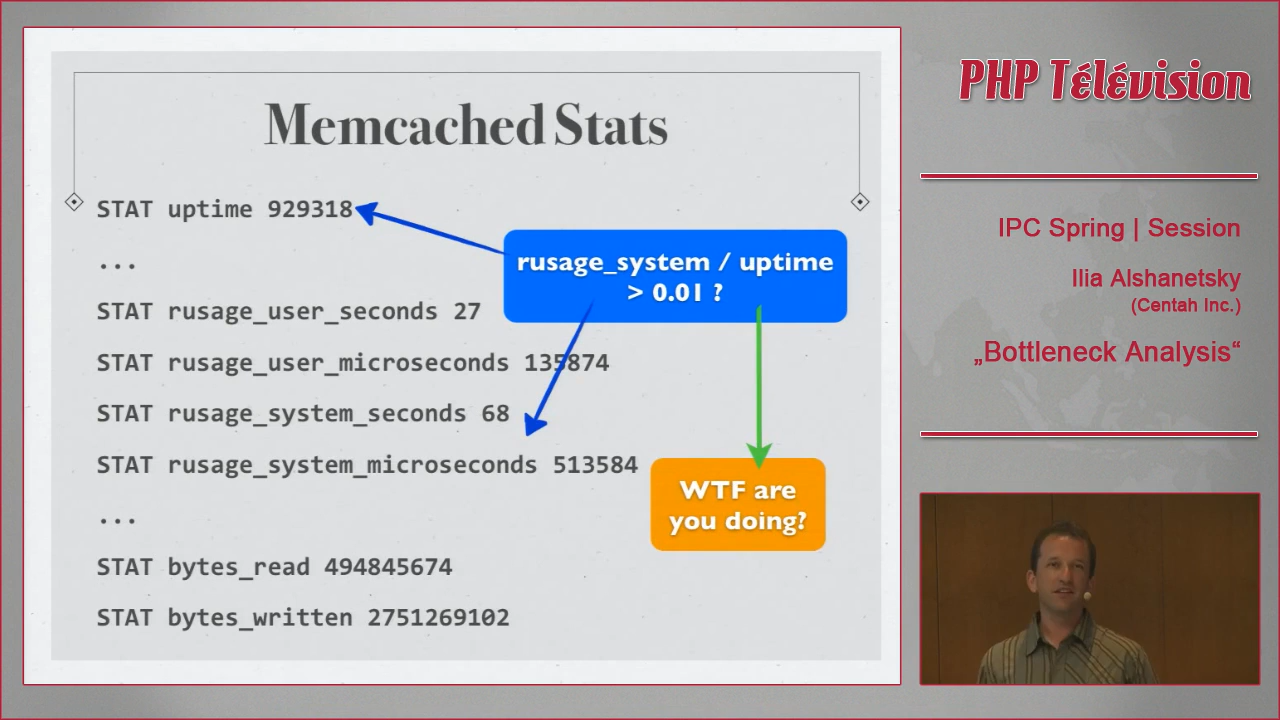 Memcached Stats
STAT uptime 929318
...
STAT rusage_user_seconds 27
STAT rusage_user_microseconds 135874
STAT rusage_system_seconds 68
STAT rusage_system_microseconds 513584
...
STAT bytes_read 494845674
STAT bytes_written 2751269102
rusage_system / uptime
> 0.01 ?
WTF are
you doing?
PHP Télévision
IPC Spring | Session
Ilia Alshanetsky
(Centah Inc.)
„Bottleneck Analysis“